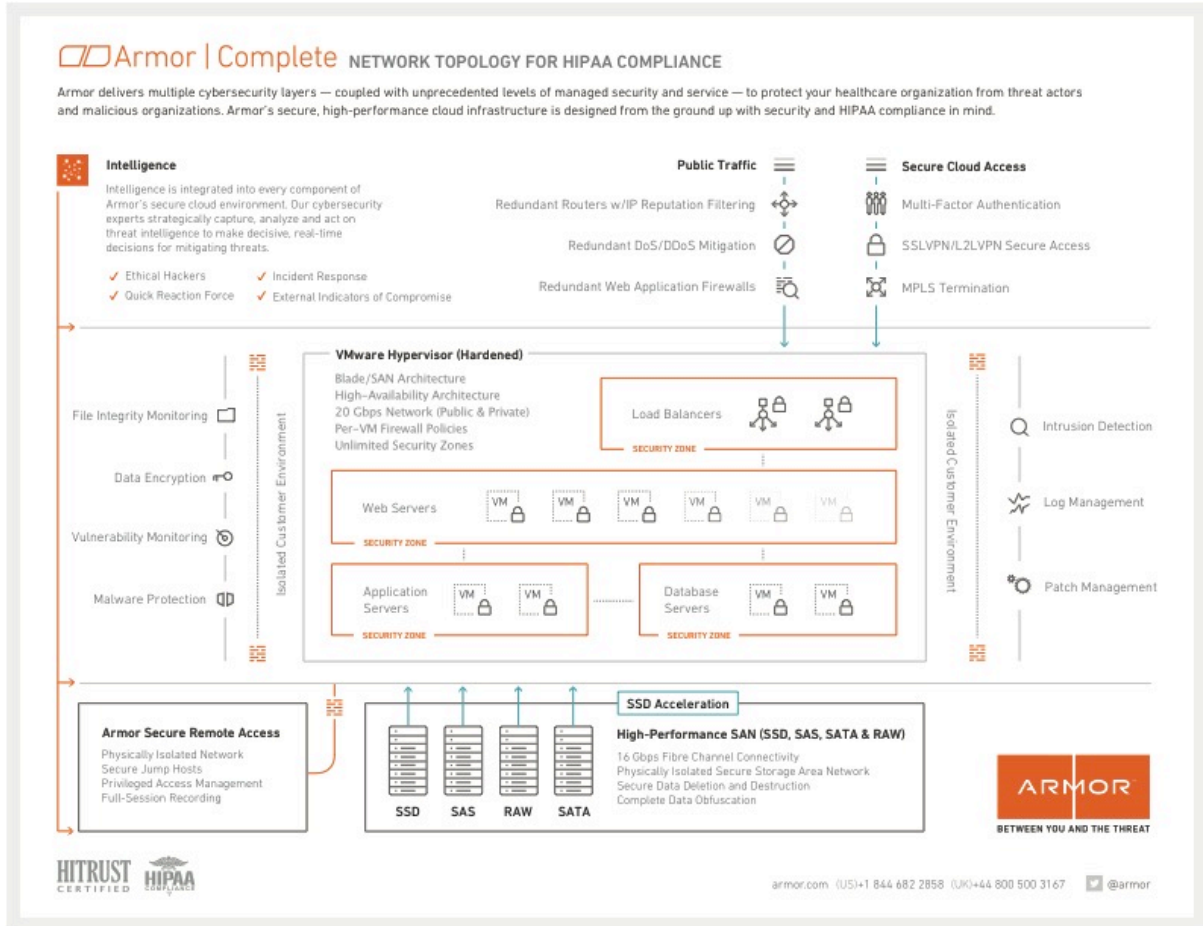 Armor | Complete NETWORK TOPOLOGY FOR HIPAA COMPLIANCE
Armor delivers multiple cybersecurity layers — coupled with unprecedented levels of managed security and service — to protect your healthcare organization from threat actors
and malicious organizations. Armor's secure, high-performance cloud infrastructure is designed from the ground up with security and HIPAA compliance in mind.
Intelligence
Intelligence is integrated into every component of
Armor's secure cloud environment. Our cybersecurity
experts strategically capture, analyze and act on
threat intelligence to make decisive, real-time
decisions for mitigating threats.
✓ Ethical Hackers
✓ Incident Response
✓ Quick Reaction Force
✓ External Indicators of Compromise
Public Traffic
Redundant Routers w/IP Reputation Filtering
Redundant DoS/DDoS Mitigation
Redundant Web Application Firewalls
Secure Cloud Access
Multi-Factor Authentication
SSLVPN/L2LVPN Secure Access
MPLS Termination
File Integrity Monitoring
Data Encryption
Vulnerability Monitoring
Malware Protection
Isolated Customer Environment
VMware Hypervisor (Hardened)
Blade/SAN Architecture
High-Availability Architecture
20 Gbps Network (Public & Private)
Per-VM Firewall Policies
Unlimited Security Zones
Load Balancers
SECURITY ZONE
Web Servers
VM VM VM VM VM VM
SECURITY ZONE
Application
Servers
VM VM
SECURITY ZONE
Database
Servers
VM VM
SECURITY ZONE
Isolated Customer Environment
Intrusion Detection
Log Management
Patch Management
Armor Secure Remote Access
Physically Isolated Network
Secure Jump Hosts
Privileged Access Management
Full-Session Recording
SSD SAS RAW SATA
SSD Acceleration
High-Performance SAN (SSD, SAS, SATA & RAW)
16 Gbps Fibre Channel Connectivity
Physically Isolated Secure Storage Area Network
Secure Data Deletion and Destruction
Complete Data Obfuscation
ARMOR
BETWEEN YOU AND THE THREAT
HITRUST
CERTIFIED
HIPAA
COMPLIANCE
armor.com (US)+1 844 682 2858 (UK)+44 800 500 3167 @armor